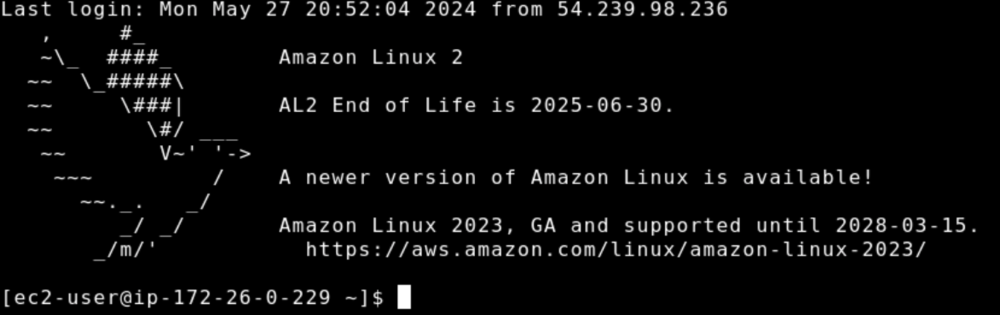 Last login: Mon May 27 20:52:04 2024 from 54.239.98.236
   ,     #_
   ~\_  ####_        Amazon Linux 2
  ~~  \_#####\
  ~~     \###|       AL2 End of Life is 2025-06-30.
  ~~       \#/ ___
   ~~       V~' '->
    ~~~         /    A newer version of Amazon Linux is available!
      ~~._.   _/
         _/ _/       Amazon Linux 2023, GA and supported until 2028-03-15.
       _/m/'           https://aws.amazon.com/linux/amazon-linux-2023/

[ec2-user@ip-172-26-0-229 ~]$